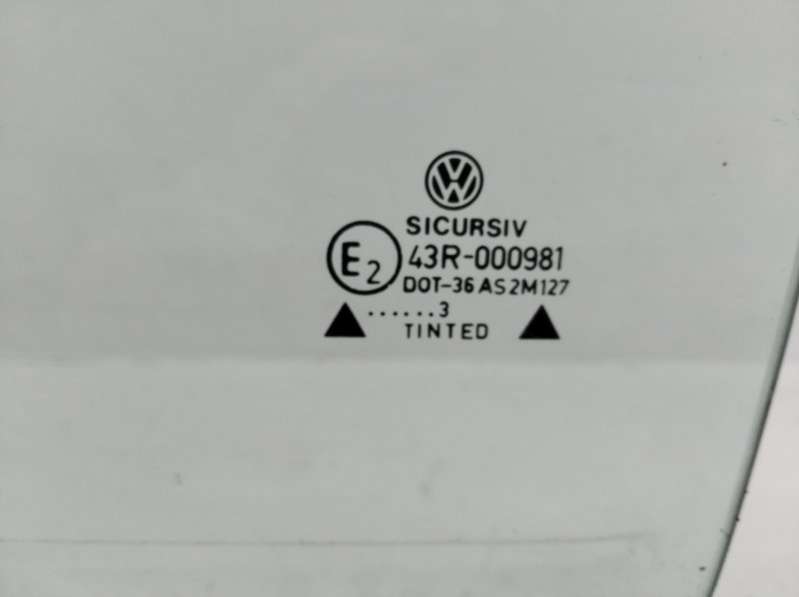 SICURSIV
E2 43R-000981
DOT-36 AS2M127
......3
TINTED